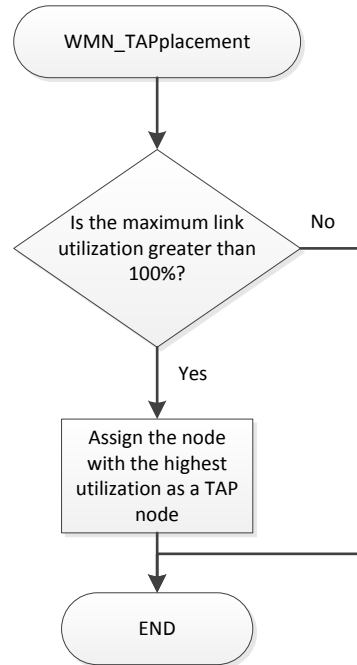 WMN_TAPplacement
Is the maximum link
utilization greater than
100%?
No
Yes
Assign the node
with the highest
utilization as a TAP
node
END